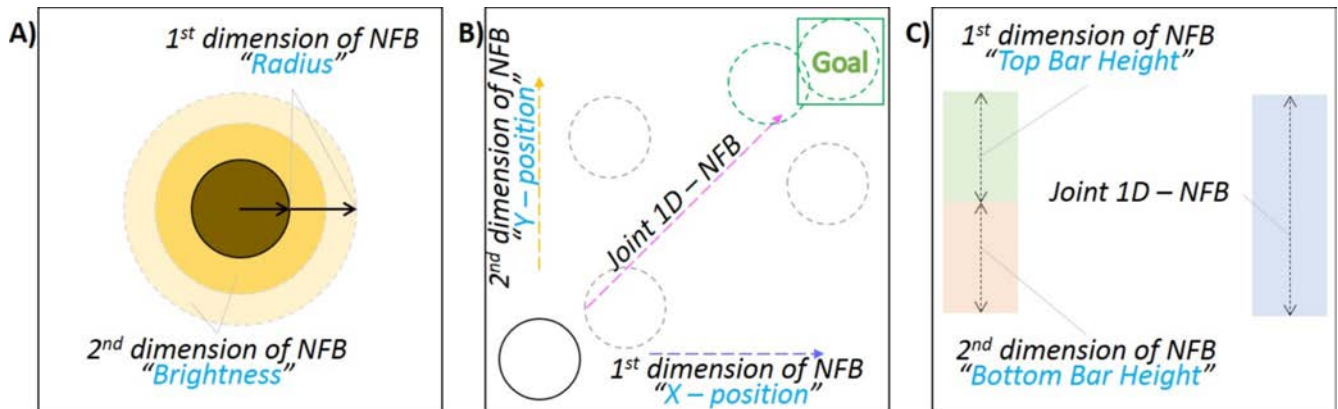 A)
1st dimension of NFB
“Radius”
2nd dimension of NFB
“Brightness”
B)
2nd dimension of NFB
“Y – position”
Joint 1D – NFB
Goal
1st dimension of NFB
“X – position”
C)
1st dimension of NFB
“Top Bar Height”
Joint 1D – NFB
2nd dimension of NFB
“Bottom Bar Height”